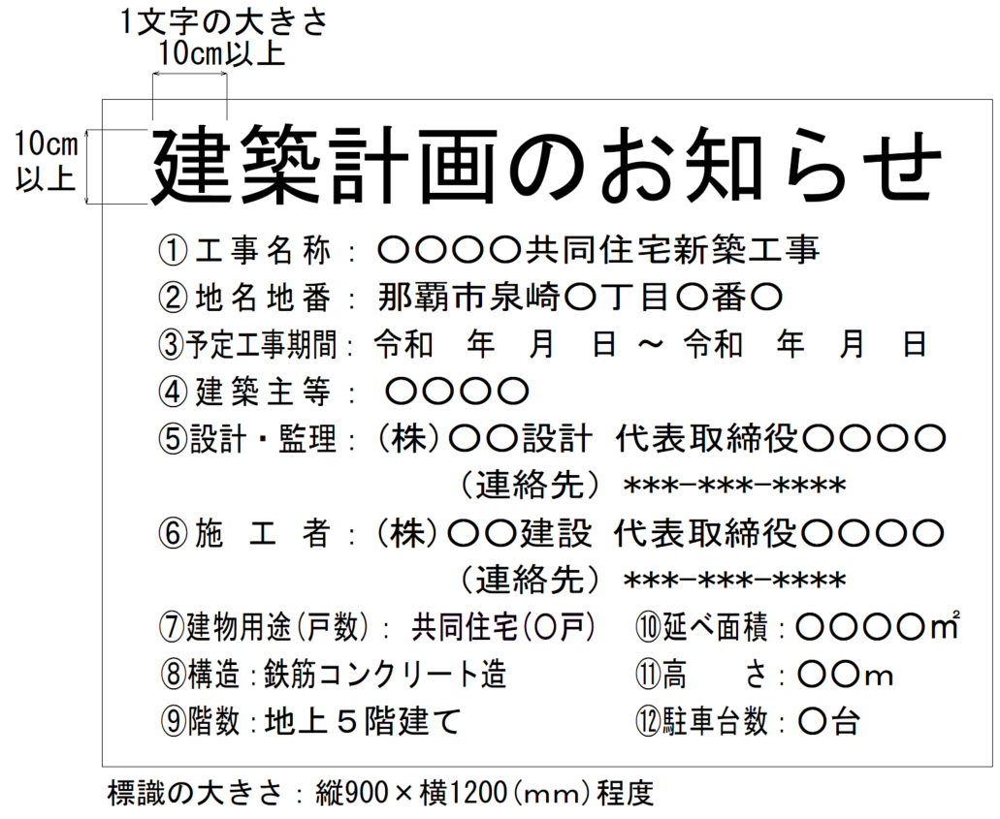 1文字の大きさ
10cm以上
10cm
以上
建築計画のお知らせ
①工事名称：〇〇〇〇共同住宅新築工事
②地名地番：那覇市泉崎〇丁目〇番〇
③予定工事期間：令和　年　月　日～令和　年　月　日
④建築主等：〇〇〇〇
⑤設計・監理：(株)〇〇設計　代表取締役〇〇〇〇
（連絡先）***-***-****
⑥施　工　者：(株)〇〇建設　代表取締役〇〇〇〇
（連絡先）***-***-****
⑦建物用途(戸数)：共同住宅(〇戸)　⑩延べ面積：〇〇〇〇㎡
⑧構造：鉄筋コンクリート造　⑪高　　さ：〇〇ｍ
⑨階数：地上５階建て　⑫駐車台数：〇台
標識の大きさ：縦900×横1200(ｍｍ)程度